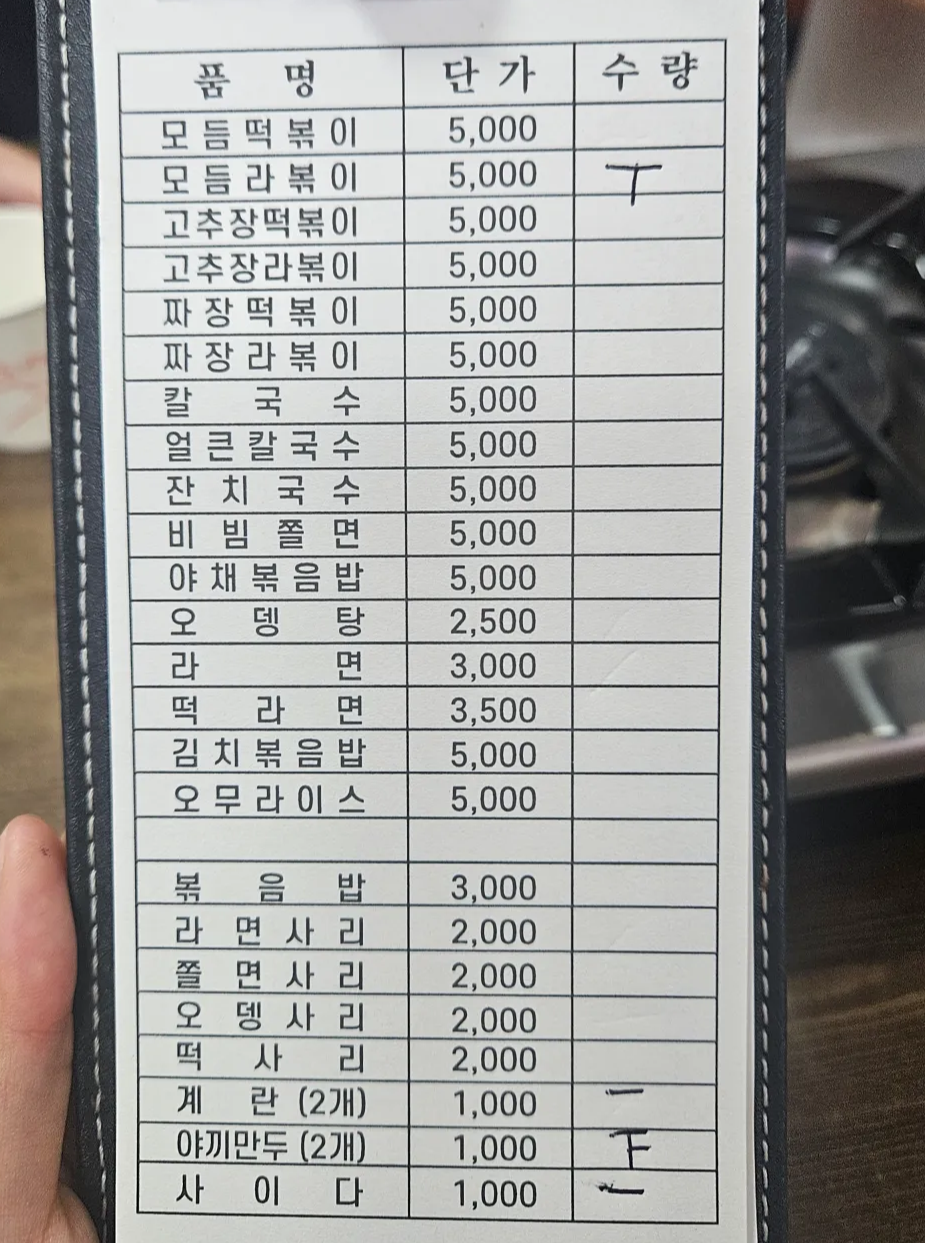 품 명 단 가 수 량
모 듬 떡 볶 이 5,000
모 듬 라 볶 이 5,000 ㅜ
고추장떡볶이 5,000
고추장라볶이 5,000
짜 장 떡 볶 이 5,000
짜 장 라 볶 이 5,000
칼 국 수 5,000
얼 큰 칼 국 수 5,000
잔 치 국 수 5,000
비 빔 쫄 면 5,000
야 채 볶 음 밥 5,000
오 뎅 탕 2,500
라 면 3,000
떡 라 면 3,500
김 치 볶 음 밥 5,000
오 무 라 이 스 5,000
볶 음 밥 3,000
라 면 사 리 2,000
쫄 면 사 리 2,000
오 뎅 사 리 2,000
떡 사 리 2,000
계 란 (2개) 1,000 一
야끼만두 (2개) 1,000 下
사 이 다 1,000 一